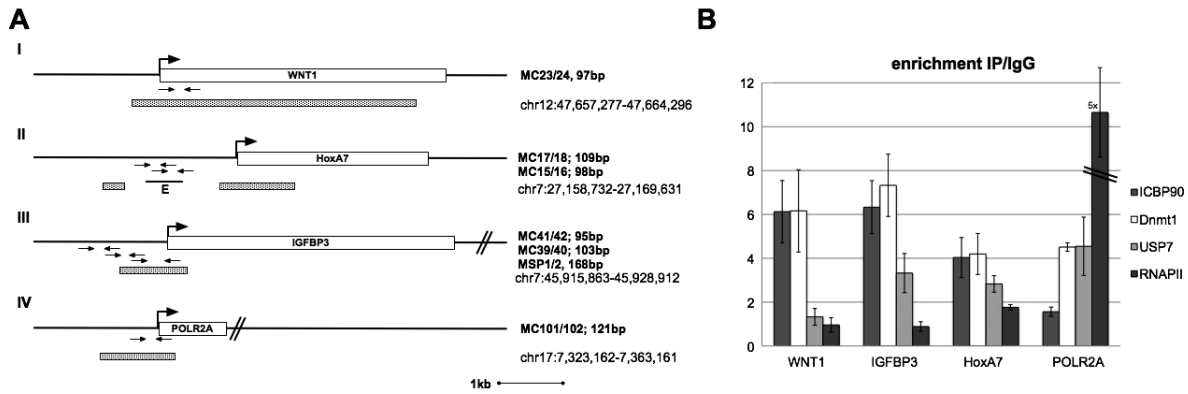 A
I
WNT1
MC23/24, 97bp
chr12:47,657,277-47,664,296
II
HoxA7
MC17/18; 109bp
MC15/16; 98bp
E
chr7:27,158,732-27,169,631
III
IGFBP3
MC41/42; 95bp
MC39/40; 103bp
MSP1/2, 168bp
chr7:45,915,863-45,928,912
IV
POLR2A
MC101/102; 121bp
chr17:7,323,162-7,363,161
1kb
B
enrichment IP/IgG
12
10
8
6
4
2
0
5x
WNT1 IGFBP3 HoxA7 POLR2A
ICBP90
Dnmt1
USP7
RNAPII